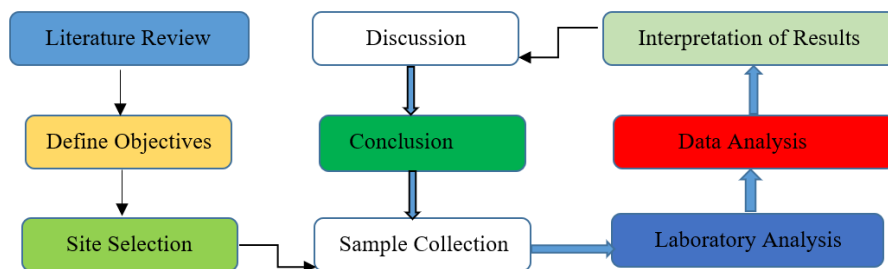 Literature Review
Discussion
Interpretation of Results
Define Objectives
Conclusion
Data Analysis
Site Selection
Sample Collection
Laboratory Analysis